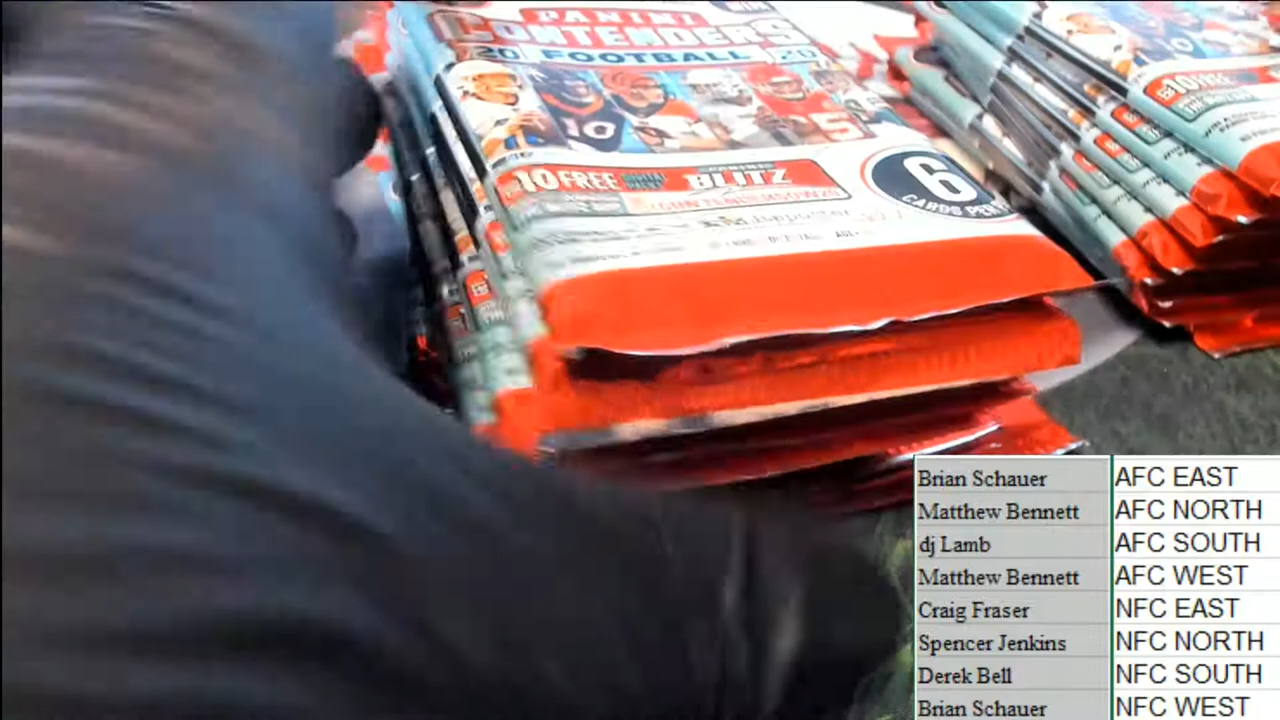 PANINI
CONTENDERS
20 FOOTBALL 20
10 FREE BLITZ
6
CARDS PER
10 FREE
Brian Schauer AFC EAST
Matthew Bennett AFC NORTH
dj Lamb AFC SOUTH
Matthew Bennett AFC WEST
Craig Fraser NFC EAST
Spencer Jenkins NFC NORTH
Derek Bell NFC SOUTH
Brian Schauer NFC WEST